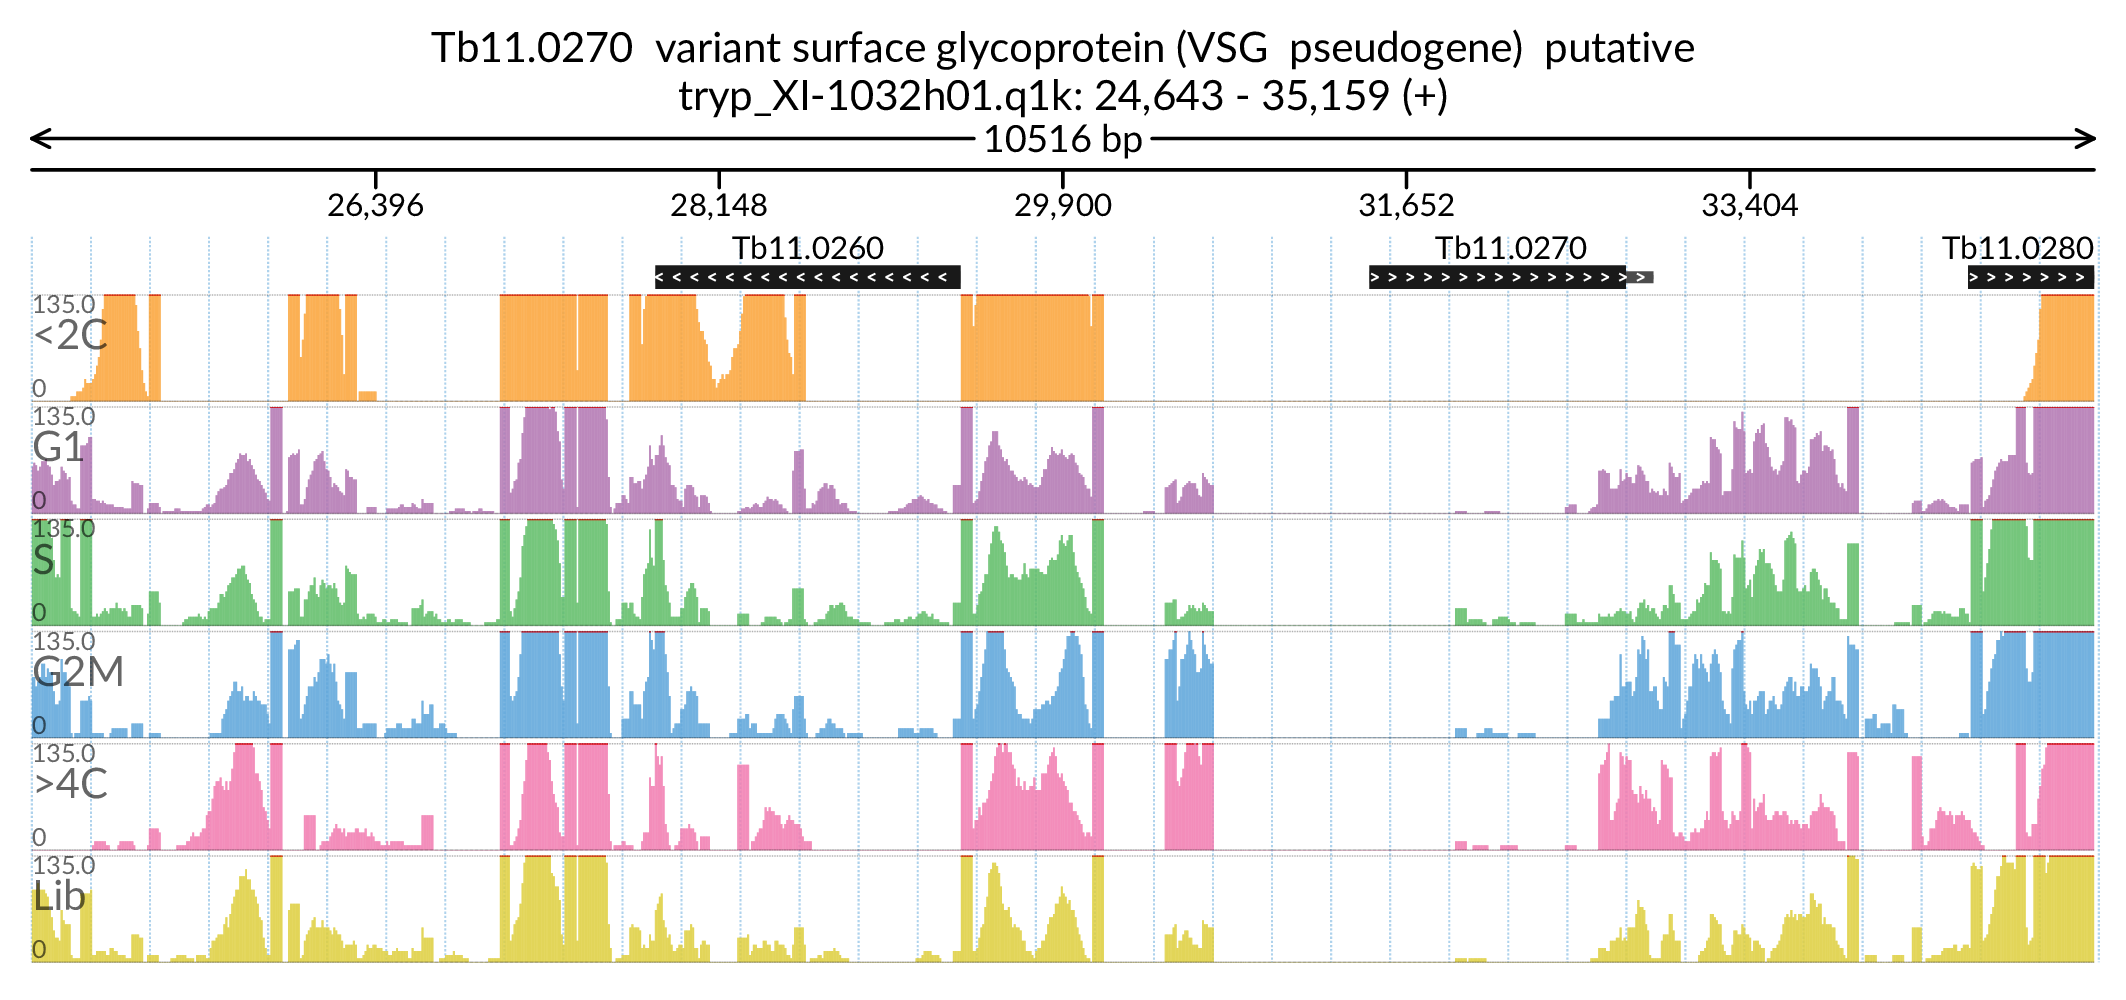 Tb11.0270 variant surface glycoprotein (VSG pseudogene) putative
tryp_XI-1032h01.q1k: 24,643 - 35,159 (+)
10516 bp
26,396 28,148 29,900 31,652 33,404
Tb11.0260 Tb11.0270 Tb11.0280
135.0
<2C
0
135.0
G1
0
135.0
S
0
135.0
G2M
0
135.0
>4C
0
135.0
Lib
0